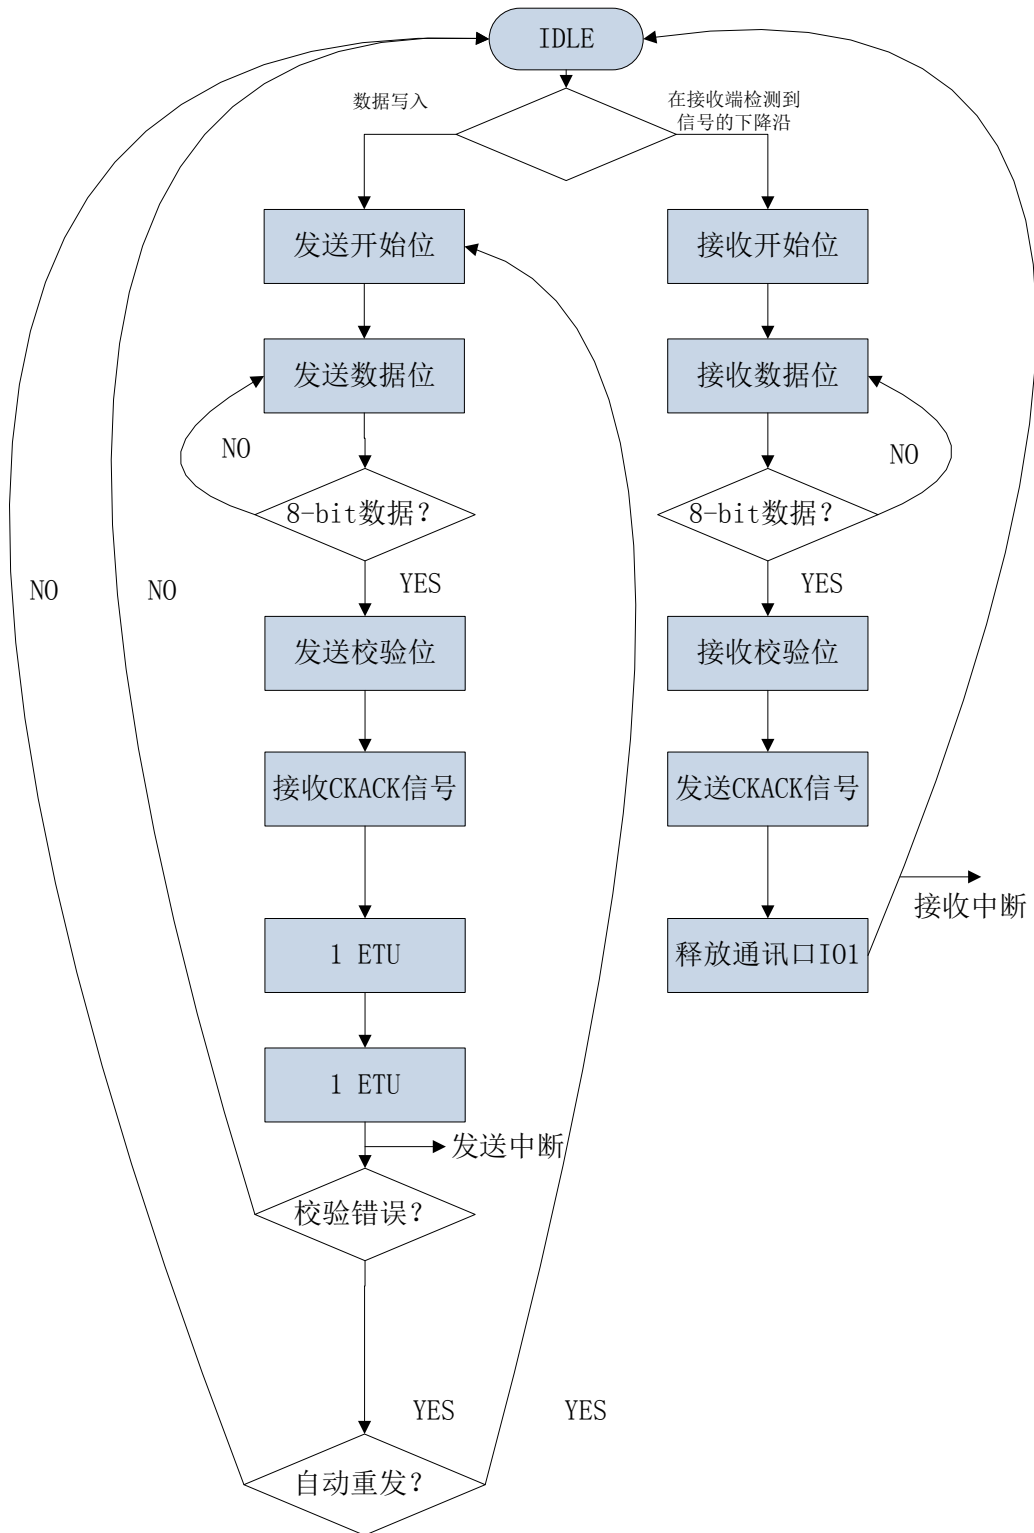 IDLE
数据写入
在接收端检测到
信号的下降沿
发送开始位
接收开始位
发送数据位
接收数据位
NO
NO
8-bit数据？
8-bit数据？
YES
YES
NO
NO
发送校验位
接收校验位
接收CKACK信号
发送CKACK信号
接收中断
1 ETU
释放通讯口IO1
1 ETU
发送中断
校验错误？
YES
YES
自动重发？